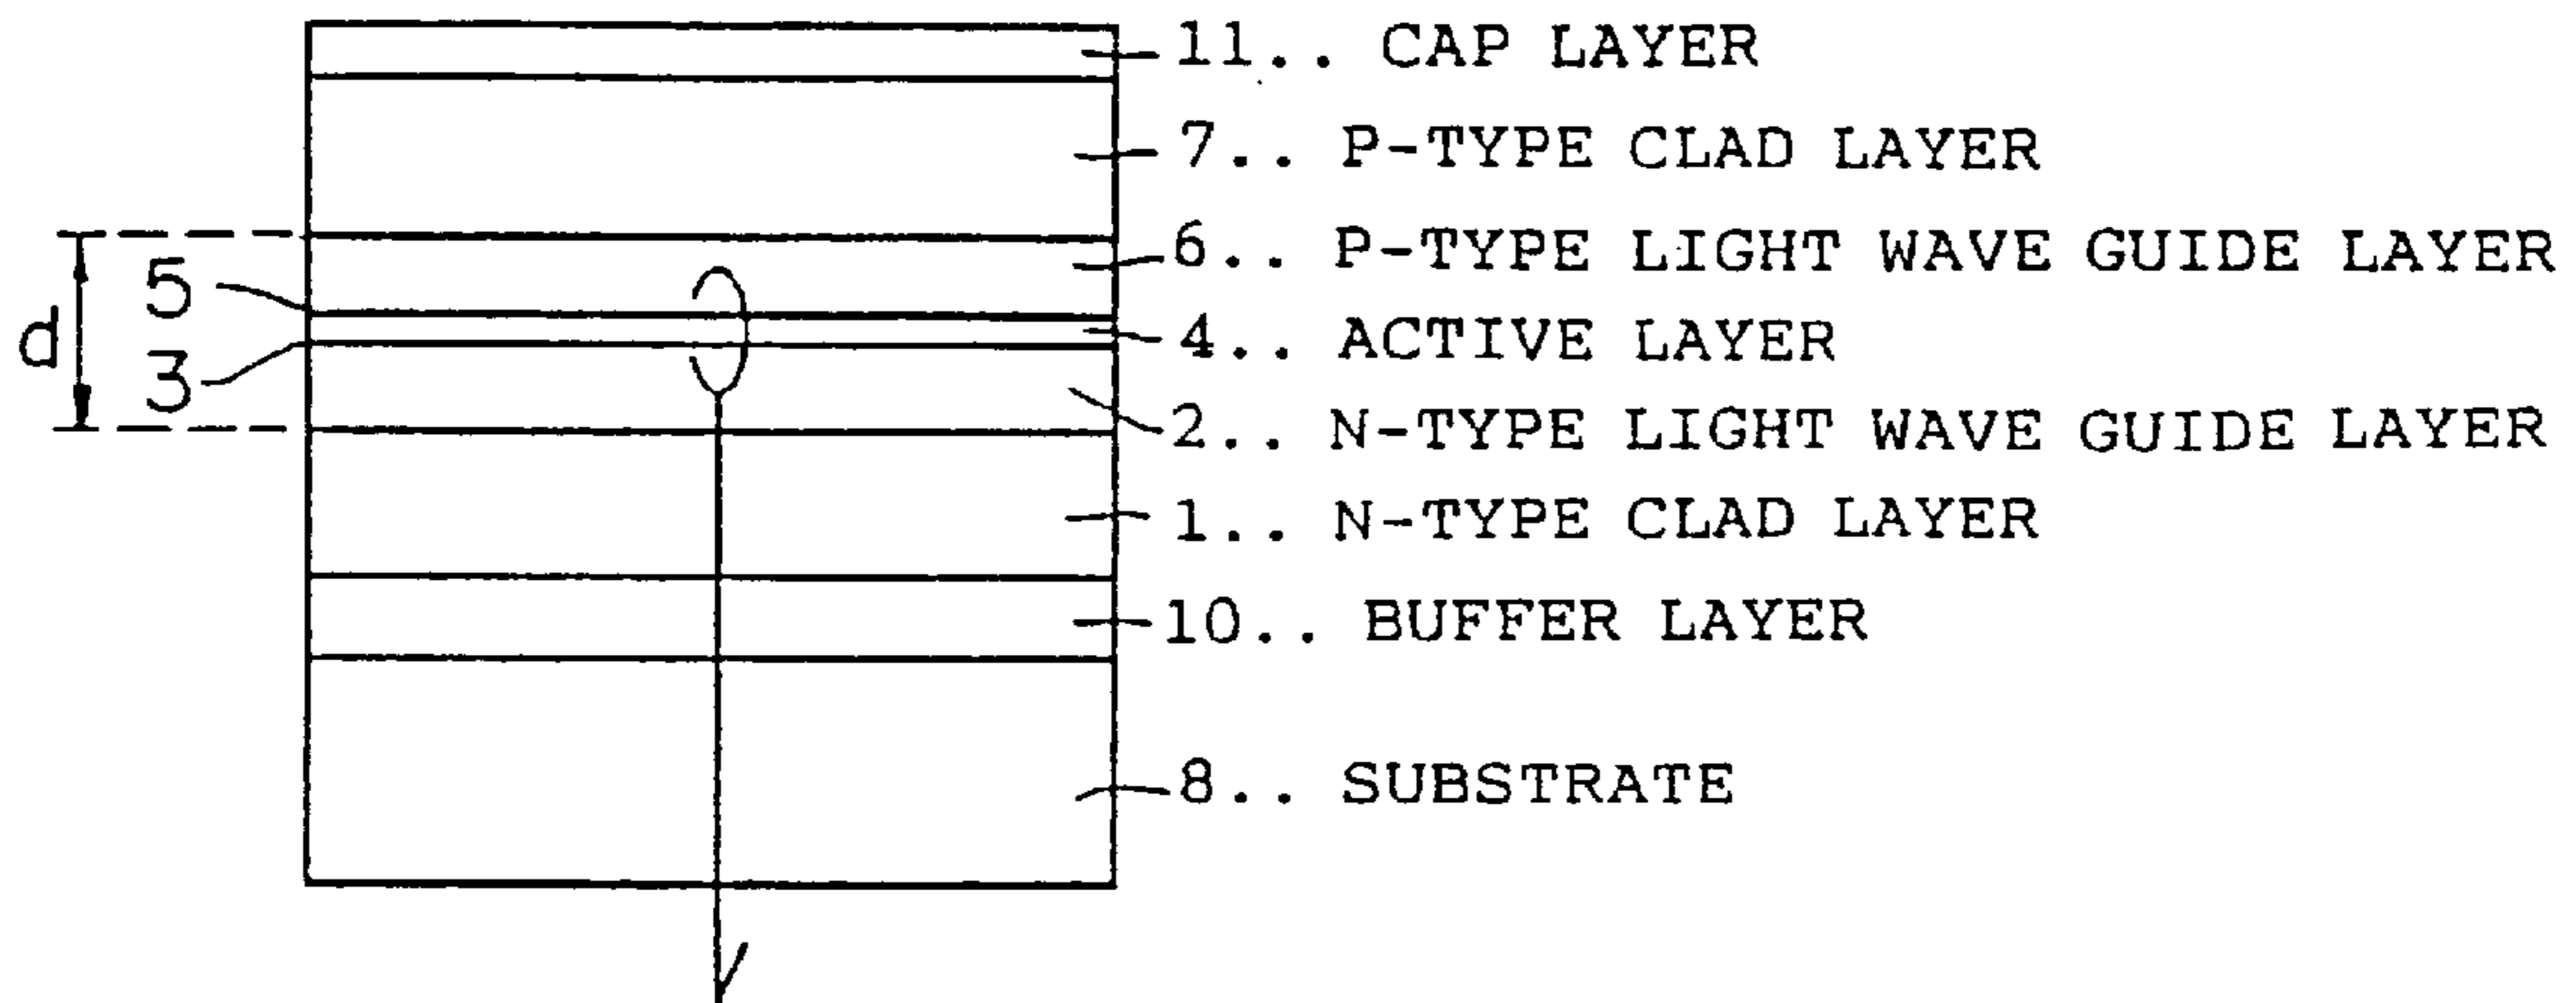 11.. CAP LAYER
7.. P-TYPE CLAD LAYER
6.. P-TYPE LIGHT WAVE GUIDE LAYER
5
4.. ACTIVE LAYER
d
3
2.. N-TYPE LIGHT WAVE GUIDE LAYER
1.. N-TYPE CLAD LAYER
10.. BUFFER LAYER
8.. SUBSTRATE